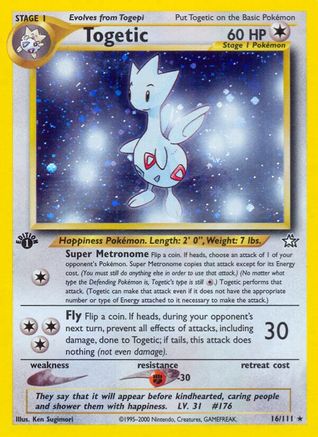 STAGE 1
Evolves from Togepi
Put Togetic on the Basic Pokémon
Togetic
60 HP
Stage 1 Pokémon
EDITION
1
Happiness Pokémon. Length: 2' 0", Weight: 7 lbs.
Super Metronome Flip a coin. If heads, choose an attack of 1 of your
opponent's Pokémon. Super Metronome copies that attack except for its Energy
cost. (You must still do anything else in order to use that attack.) (No matter what
type the Defending Pokémon is, Togetic's type is still .) Togetic performs that
attack. (Togetic can make that attack even if it does not have the appropriate
number or type of Energy attached to it necessary to make the attack.)
Fly Flip a coin. If heads, during your opponent's
next turn, prevent all effects of attacks, including
damage, done to Togetic; if tails, this attack does
nothing (not even damage).
30
weakness
resistance
retreat cost
-30
They say that it will appear before kindhearted, caring people
and shower them with happiness. LV. 31 #176
Illus. Ken Sugimori
©1995-2000 Nintendo, Creatures, GAMEFREAK.
16/111 ★